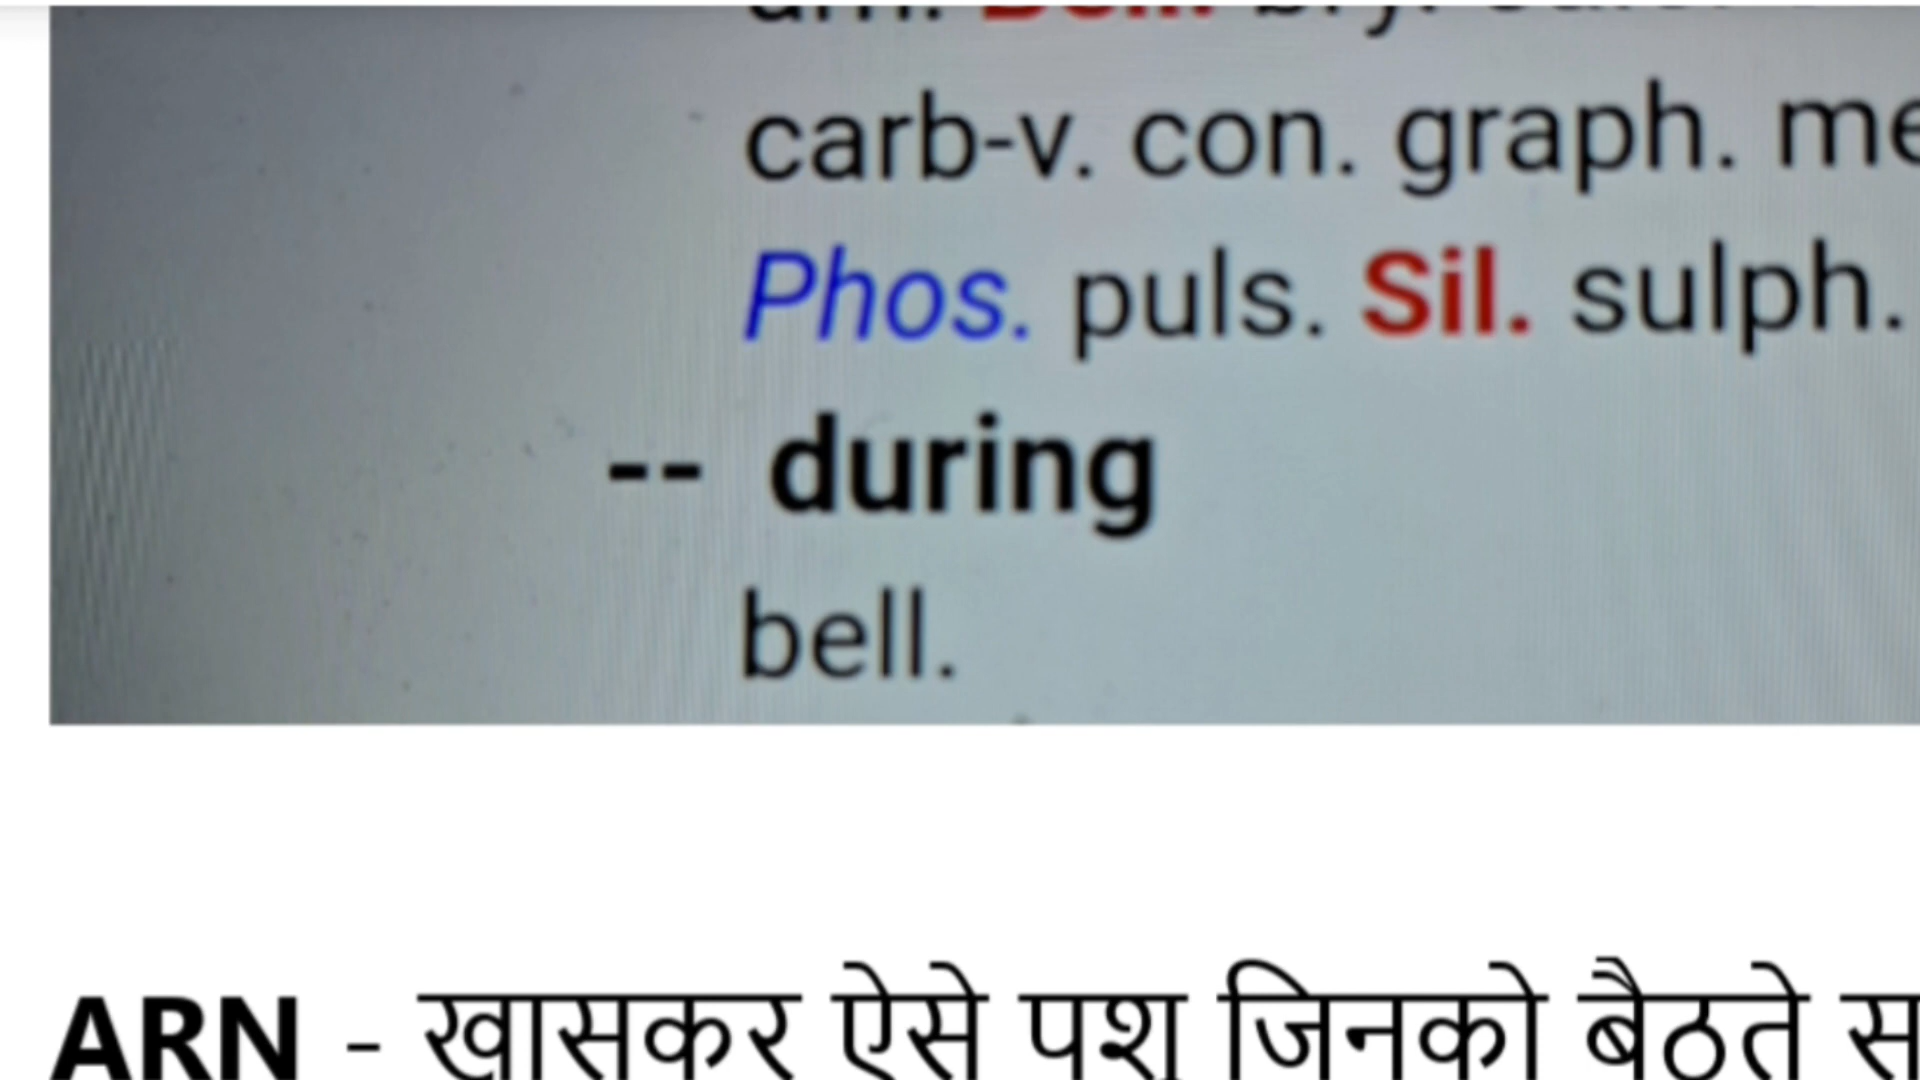 carb-v. con. graph.
Phos. puls. Sil. sulph.
-- during
bell.
ARN - खासकर ऐसे पशु जिनको बैठते